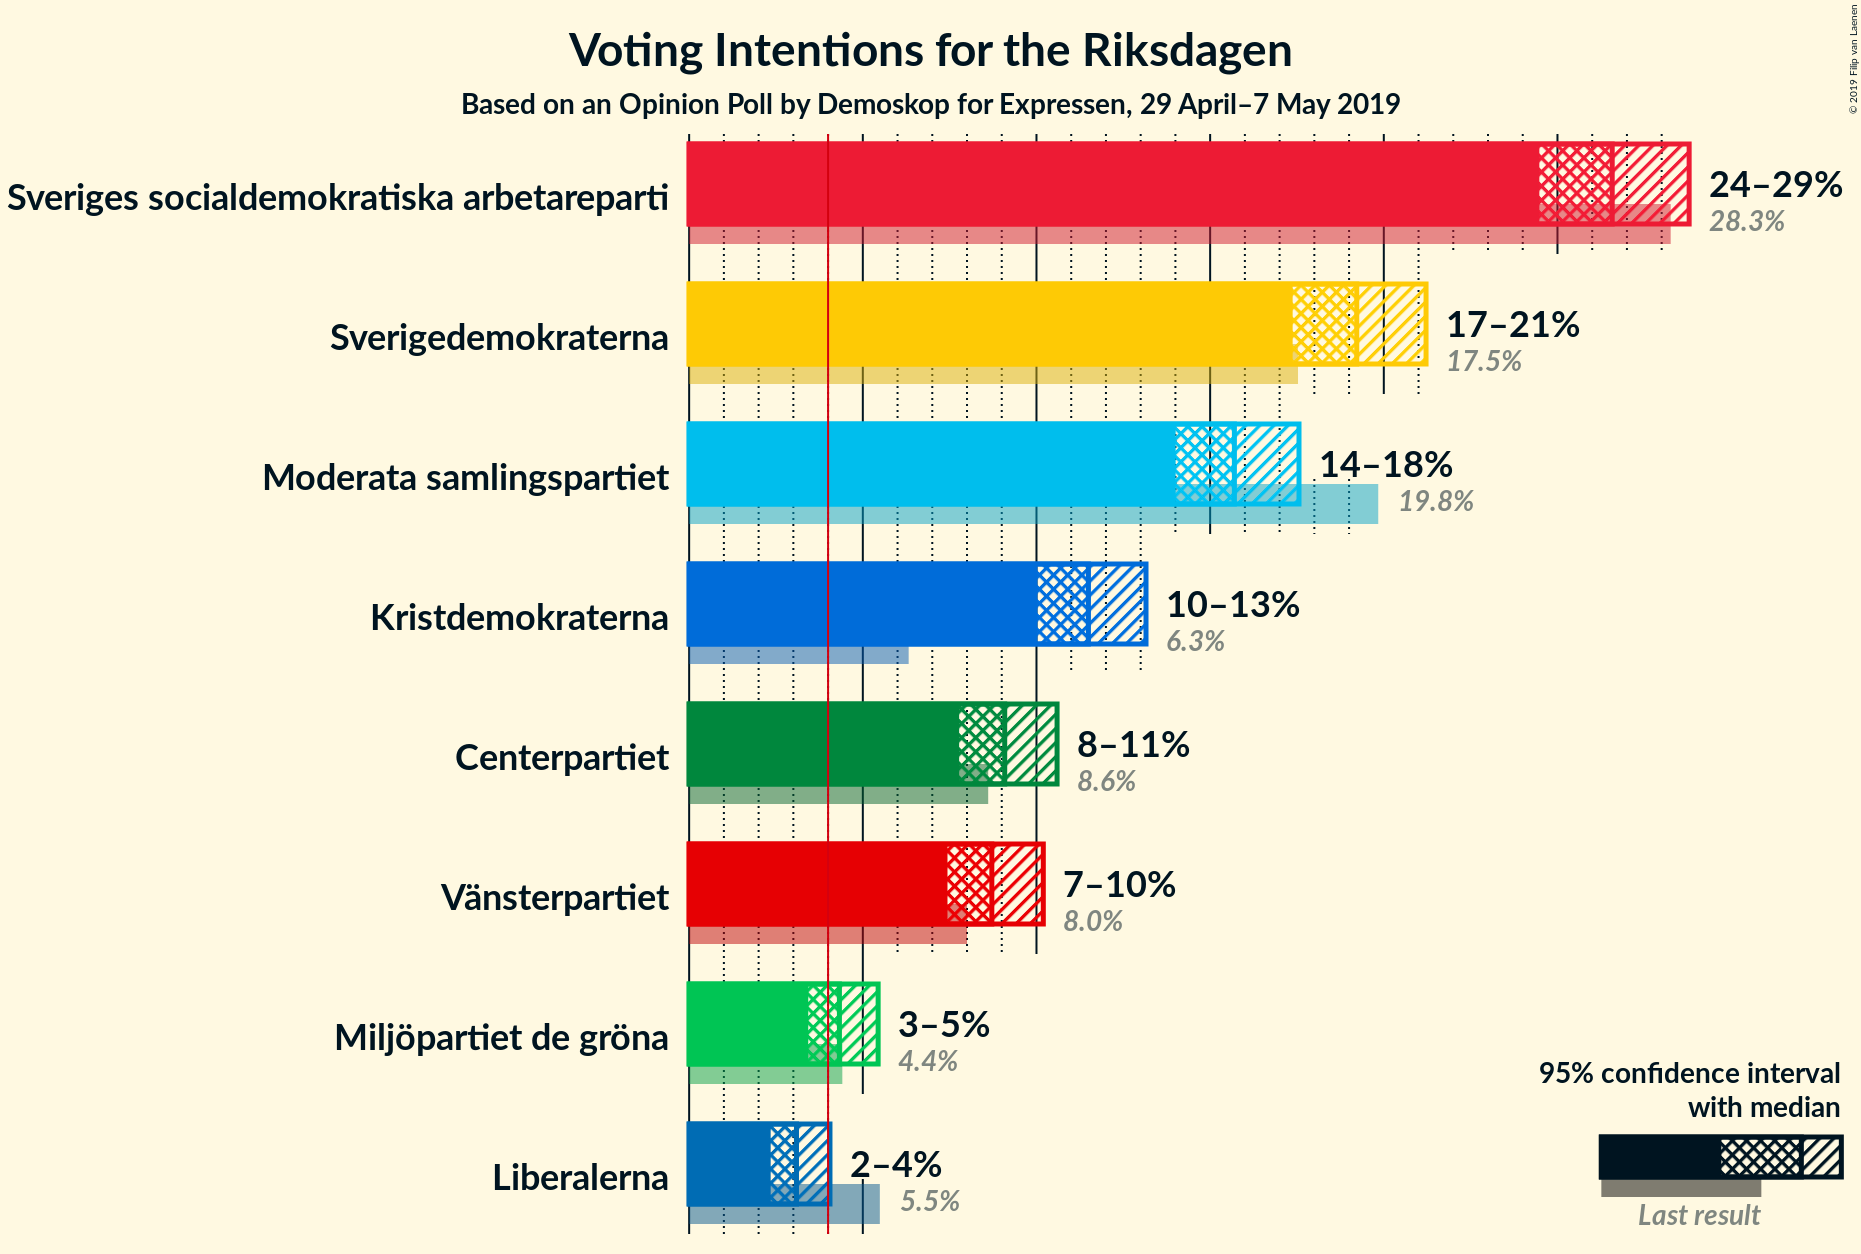 Voting Intentions for the Riksdagen
Based on an Opinion Poll by Demoskop for Expressen, 29 April–7 May 2019
© 2019 Filip van Laenen
Sveriges socialdemokratiska arbetareparti
24–29%
28.3%
Sverigedemokraterna
17–21%
17.5%
Moderata samlingspartiet
14–18%
19.8%
Kristdemokraterna
10–13%
6.3%
Centerpartiet
8–11%
8.6%
Vänsterpartiet
7–10%
8.0%
Miljöpartiet de gröna
3–5%
4.4%
Liberalerna
2–4%
5.5%
95% confidence interval
with median
Last result